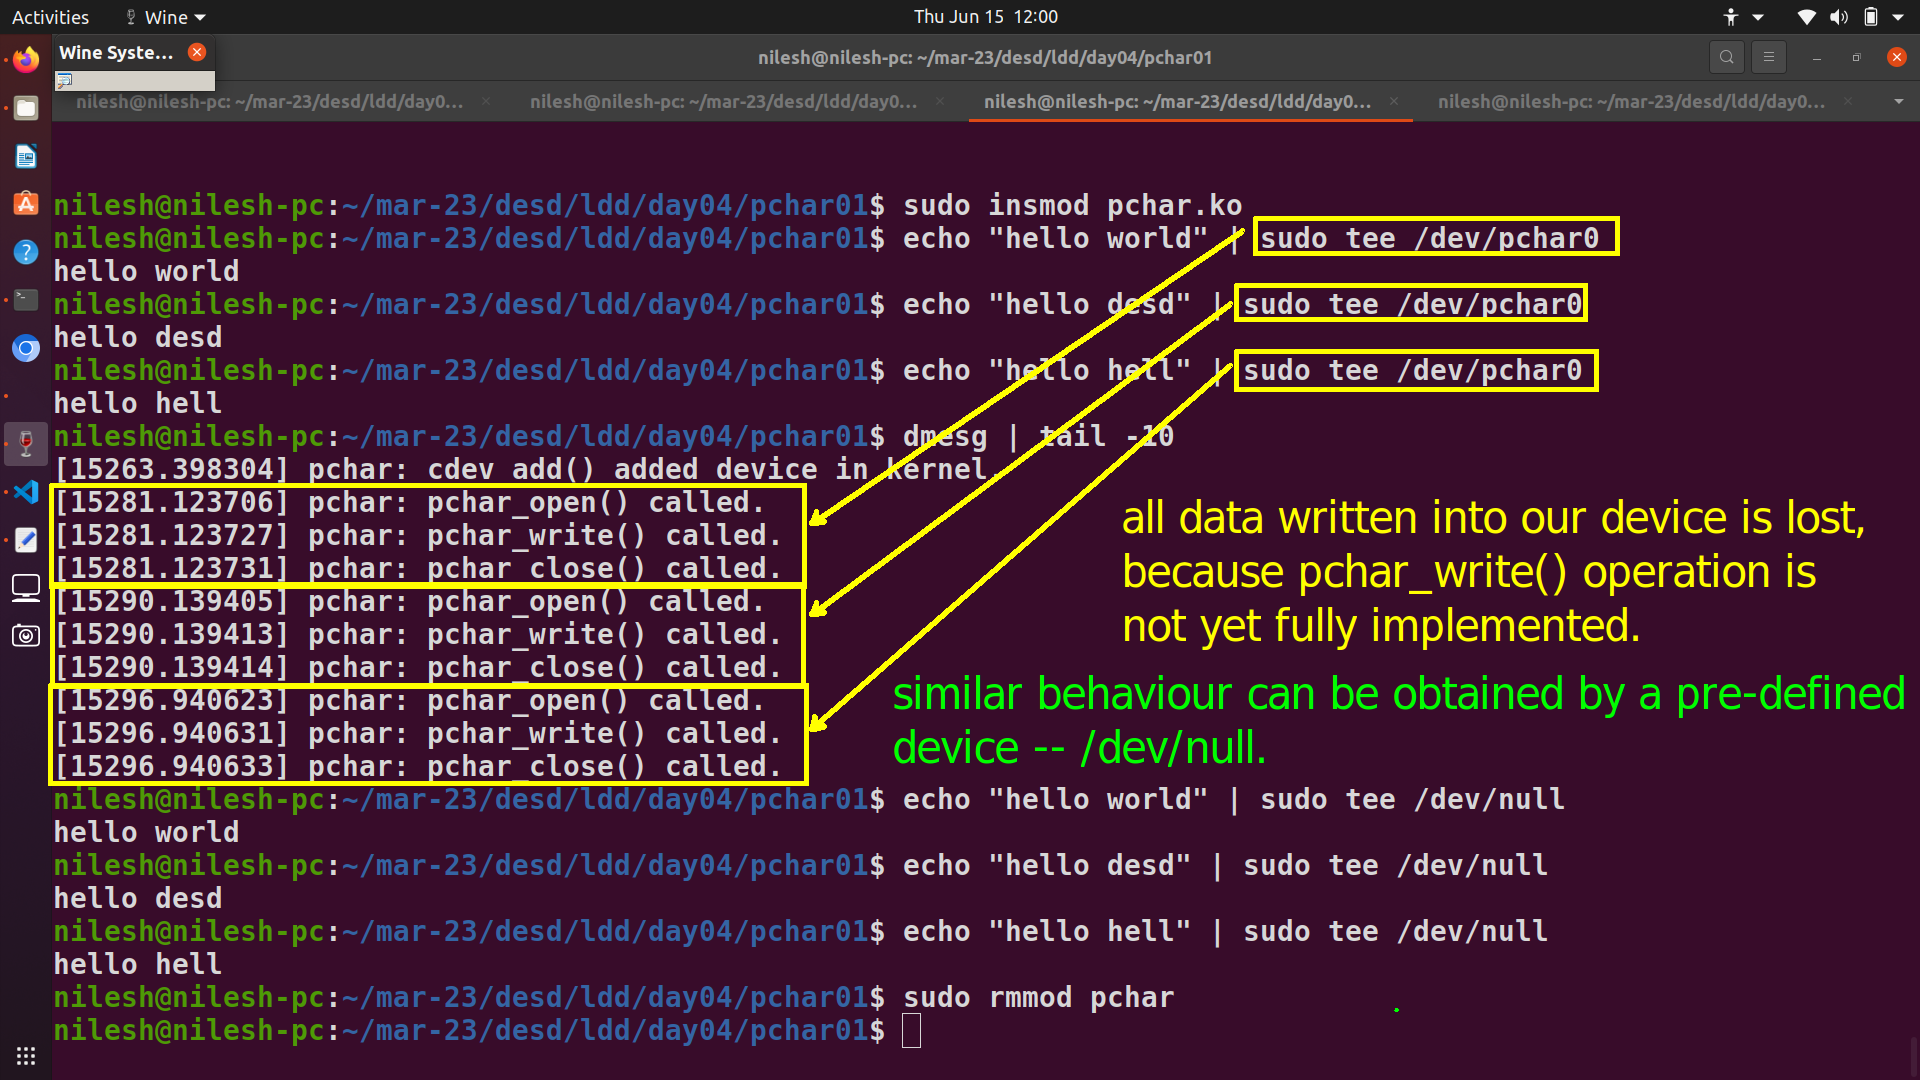 Activities Wine Thu Jun 15 12:00
Wine Syste...
nilesh@nilesh-pc: ~/mar-23/desd/ldd/day04/pchar01
nilesh@nilesh-pc: ~/mar-23/desd/ldd/day0... nilesh@nilesh-pc: ~/mar-23/desd/ldd/day0... nilesh@nilesh-pc: ~/mar-23/desd/ldd/day0... nilesh@nilesh-pc: ~/mar-23/desd/ldd/day0...
nilesh@nilesh-pc:~/mar-23/desd/ldd/day04/pchar01$ sudo insmod pchar.ko
nilesh@nilesh-pc:~/mar-23/desd/ldd/day04/pchar01$ echo "hello world" | sudo tee /dev/pchar0
hello world
nilesh@nilesh-pc:~/mar-23/desd/ldd/day04/pchar01$ echo "hello desd" | sudo tee /dev/pchar0
hello desd
nilesh@nilesh-pc:~/mar-23/desd/ldd/day04/pchar01$ echo "hello hell" | sudo tee /dev/pchar0
hello hell
nilesh@nilesh-pc:~/mar-23/desd/ldd/day04/pchar01$ dmesg | tail -10
[15263.398304] pchar: cdev_add() added device in kernel.
[15281.123706] pchar: pchar_open() called.
[15281.123727] pchar: pchar_write() called.
[15281.123731] pchar: pchar_close() called.
[15290.139405] pchar: pchar_open() called.
[15290.139413] pchar: pchar_write() called.
[15290.139414] pchar: pchar_close() called.
[15296.940623] pchar: pchar_open() called.
[15296.940631] pchar: pchar_write() called.
[15296.940633] pchar: pchar_close() called.
all data written into our device is lost,
because pchar_write() operation is
not yet fully implemented.
similar behaviour can be obtained by a pre-defined
device -- /dev/null.
nilesh@nilesh-pc:~/mar-23/desd/ldd/day04/pchar01$ echo "hello world" | sudo tee /dev/null
hello world
nilesh@nilesh-pc:~/mar-23/desd/ldd/day04/pchar01$ echo "hello desd" | sudo tee /dev/null
hello desd
nilesh@nilesh-pc:~/mar-23/desd/ldd/day04/pchar01$ echo "hello hell" | sudo tee /dev/null
hello hell
nilesh@nilesh-pc:~/mar-23/desd/ldd/day04/pchar01$ sudo rmmod pchar
nilesh@nilesh-pc:~/mar-23/desd/ldd/day04/pchar01$